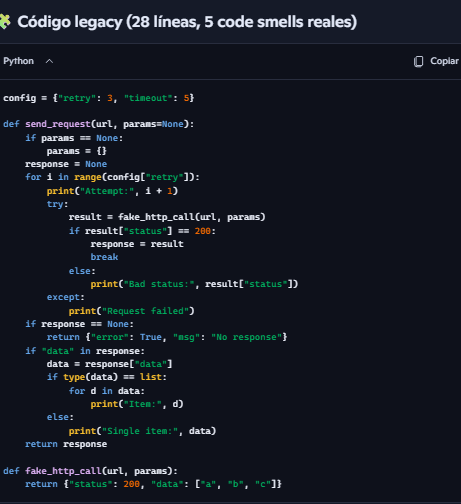 Código legacy (28 líneas, 5 code smells reales)
Python
Copiar
config = {"retry": 3, "timeout": 5}

def send_request(url, params=None):
    if params == None:
        params = {}
    response = None
    for i in range(config["retry"]):
        print("Attempt:", i + 1)
        try:
            result = fake_http_call(url, params)
            if result["status"] == 200:
                response = result
                break
            else:
                print("Bad status:", result["status"])
        except:
            print("Request failed")
    if response == None:
        return {"error": True, "msg": "No response"}
    if "data" in response:
        data = response["data"]
        if type(data) == list:
            for d in data:
                print("Item:", d)
        else:
            print("Single item:", data)
    return response

def fake_http_call(url, params):
    return {"status": 200, "data": ["a", "b", "c"]}